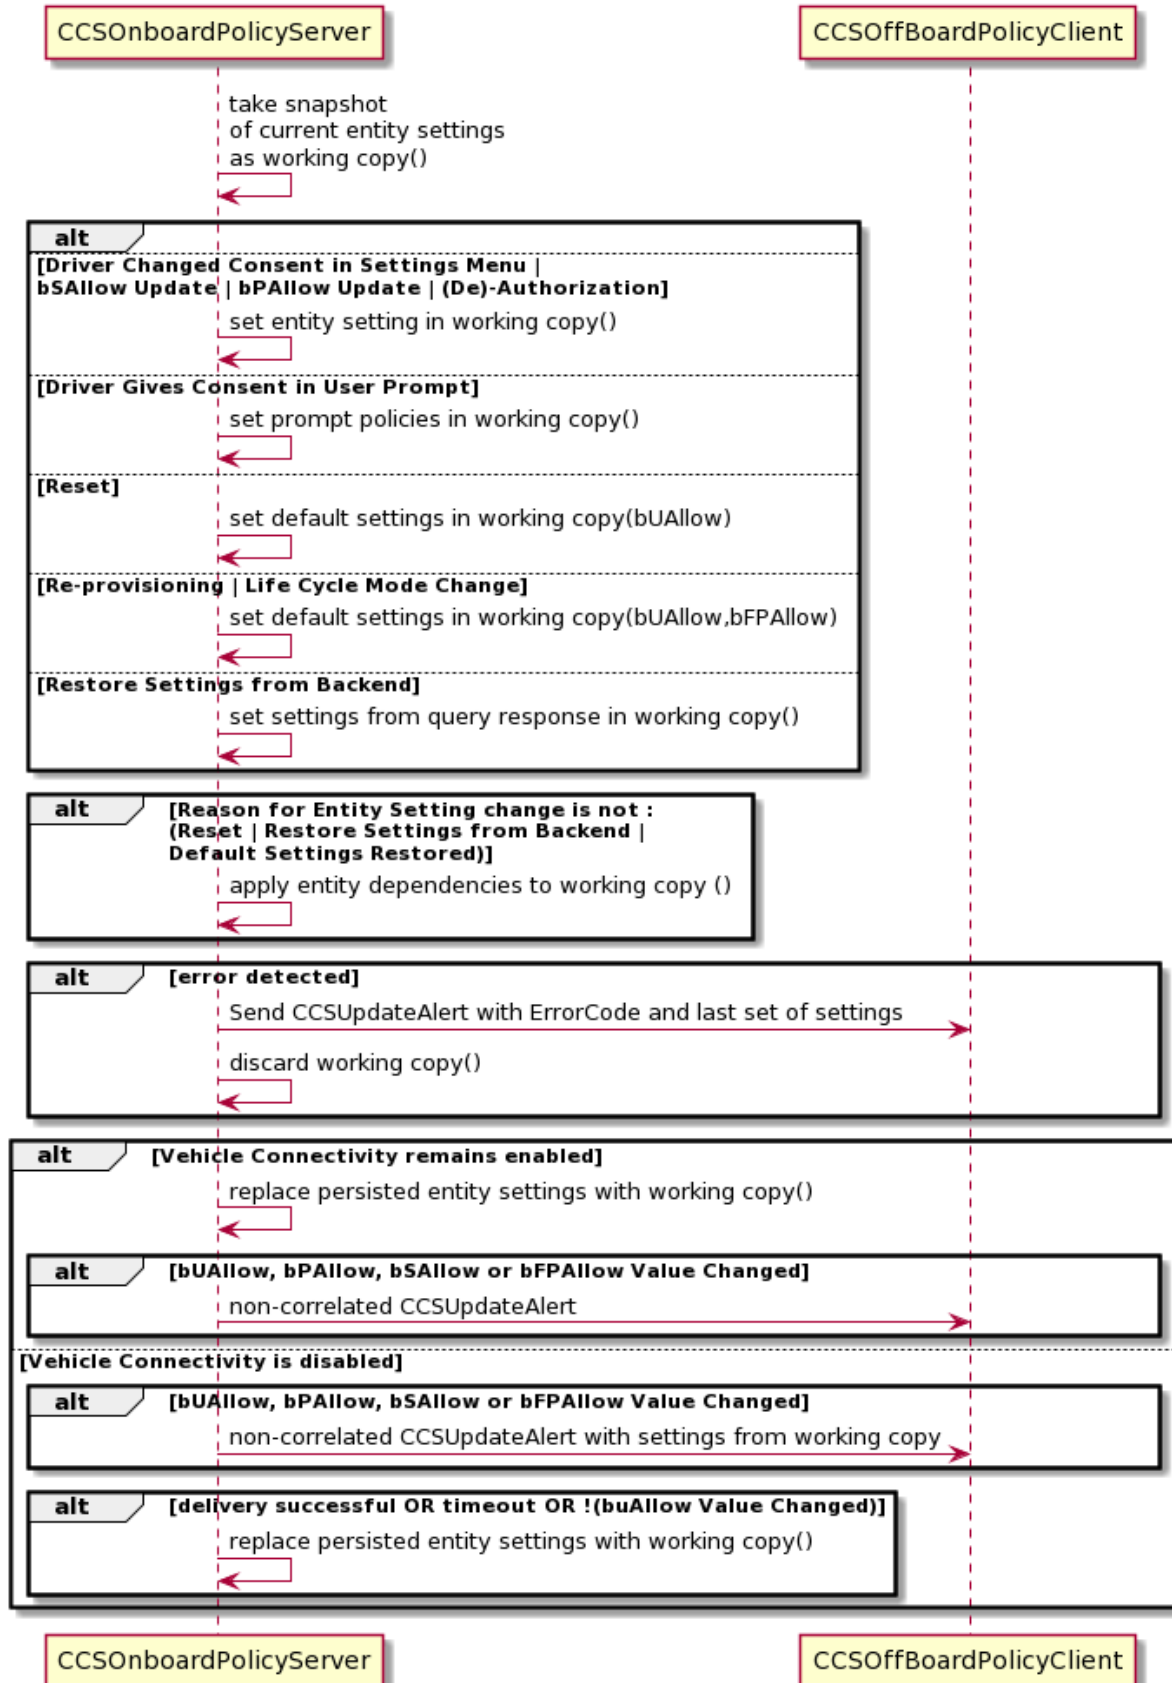 CCSOnboardPolicyServer
CCSOffBoardPolicyClient
take snapshot
of current entity settings
as working copy()
alt
[Driver Changed Consent in Settings Menu |
bSAllow Update | bPAllow Update | (De)-Authorization]
set entity setting in working copy()
[Driver Gives Consent in User Prompt]
set prompt policies in working copy()
[Reset]
set default settings in working copy(bUAllow)
[Re-provisioning | Life Cycle Mode Change]
set default settings in working copy(bUAllow,bFPAllow)
[Restore Settings from Backend]
set settings from query response in working copy()
alt
[Reason for Entity Setting change is not :
(Reset | Restore Settings from Backend |
Default Settings Restored)]
apply entity dependencies to working copy ()
alt
[error detected]
Send CCSUpdateAlert with ErrorCode and last set of settings
discard working copy()
alt
[Vehicle Connectivity remains enabled]
replace persisted entity settings with working copy()
alt
[bUAllow, bPAllow, bSAllow or bFPAllow Value Changed]
non-correlated CCSUpdateAlert
[Vehicle Connectivity is disabled]
alt
[bUAllow, bPAllow, bSAllow or bFPAllow Value Changed]
non-correlated CCSUpdateAlert with settings from working copy
alt
[delivery successful OR timeout OR !(buAllow Value Changed)]
replace persisted entity settings with working copy()
CCSOnboardPolicyServer
CCSOffBoardPolicyClient